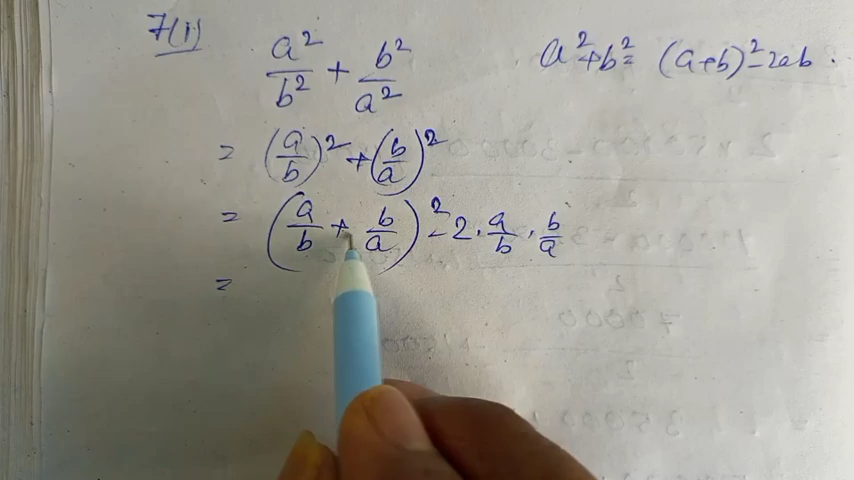 7(i)
a²/b² + b²/a²
a²+b² = (a+b)²-2ab.
= (a/b)² + (b/a)²
= (a/b + b/a)² - 2 . a/b . b/a
=